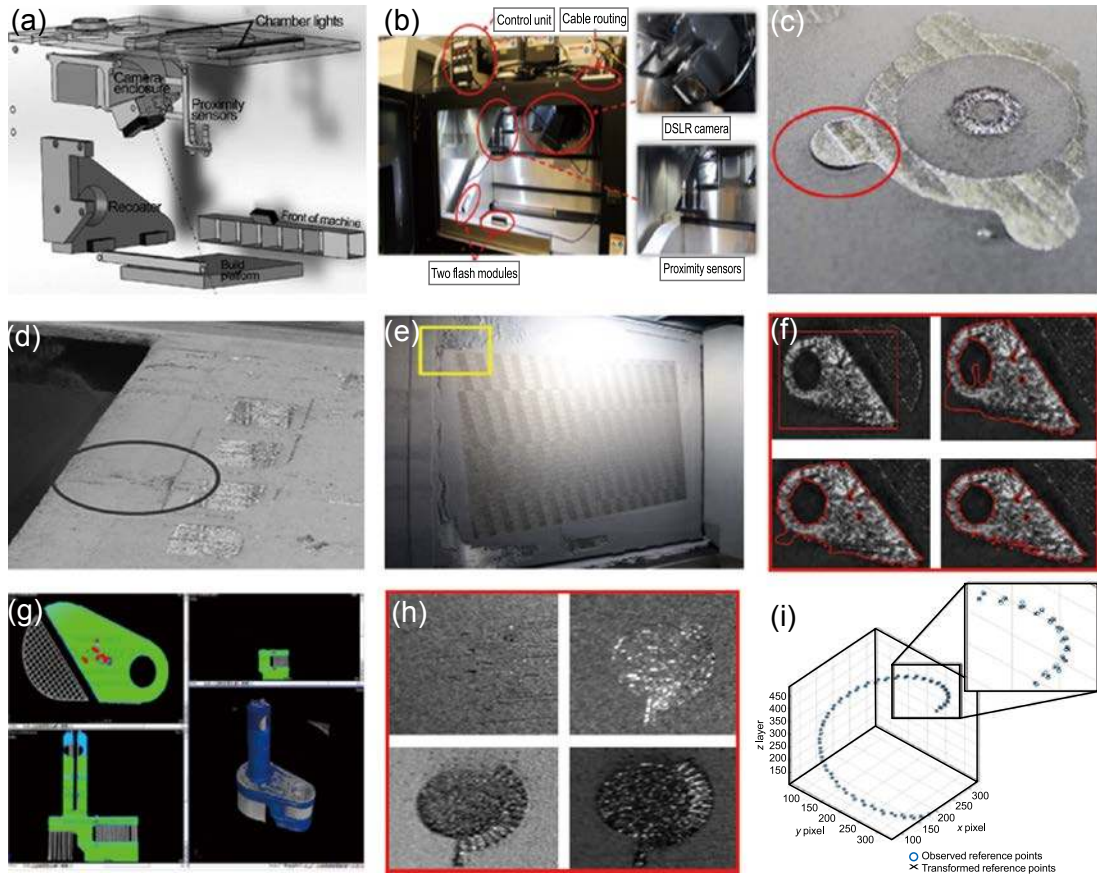 (a)
Chamber lights
Camera
enclosure
Proximity
sensors
Recoater
Front of machine
Build
platform
(b)
Control unit
Cable routing
DSLR camera
Two flash modules
Proximity sensors
(c)
(d)
(e)
(f)
(g)
(h)
(i)
z layer
450
400
350
300
250
200
150
100
150
200
250
300
y pixel
100
150
200
250
300
x pixel
Observed reference points
Transformed reference points